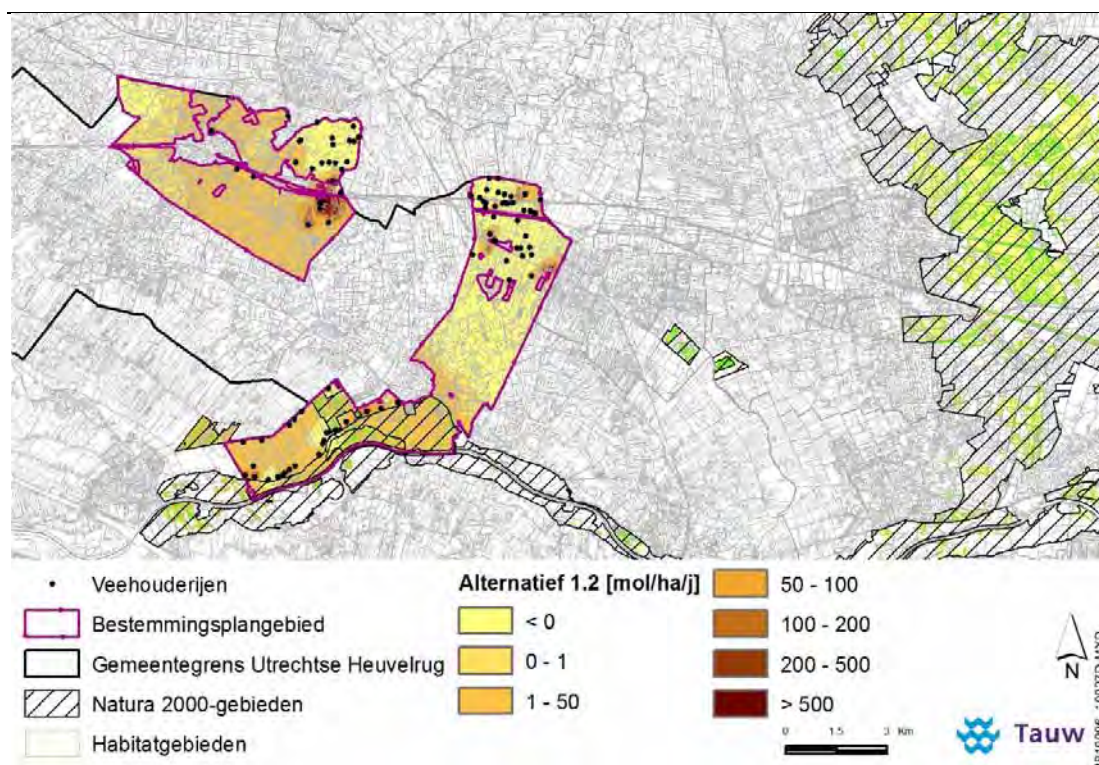 Veehouderijen
Bestemmingsplangebied
Gemeentegrens Utrechtse Heuvelrug
Natura 2000-gebieden
Habitatgebieden
Alternatief 1.2 [mol/ha/j]
< 0
0 - 1
1 - 50
50 - 100
100 - 200
200 - 500
> 500
0 1.5 3 Km
N
Tauw